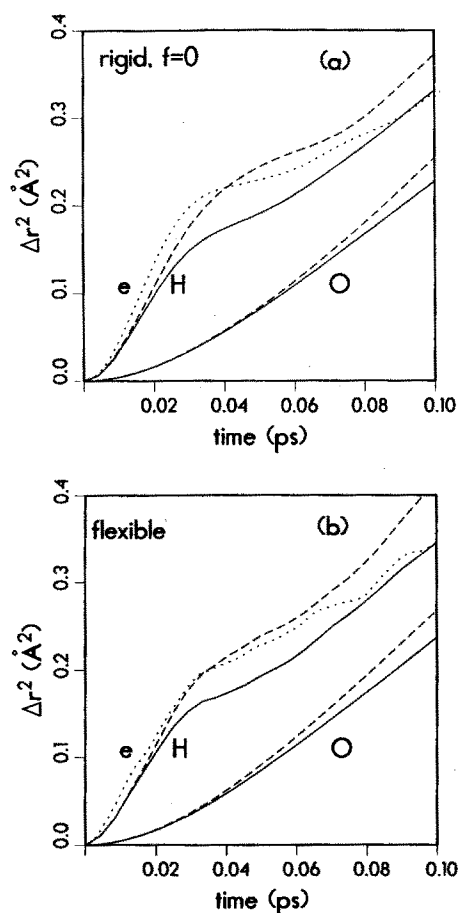 0.4
rigid, f=0
(a)
0.3
Δr² (Å²)
0.2
0.1
e
H
O
0.0
0.02
0.04
0.06
0.08
0.10
time (ps)
0.4
flexible
(b)
0.3
Δr² (Å²)
0.2
0.1
e
H
O
0.0
0.02
0.04
0.06
0.08
0.10
time (ps)